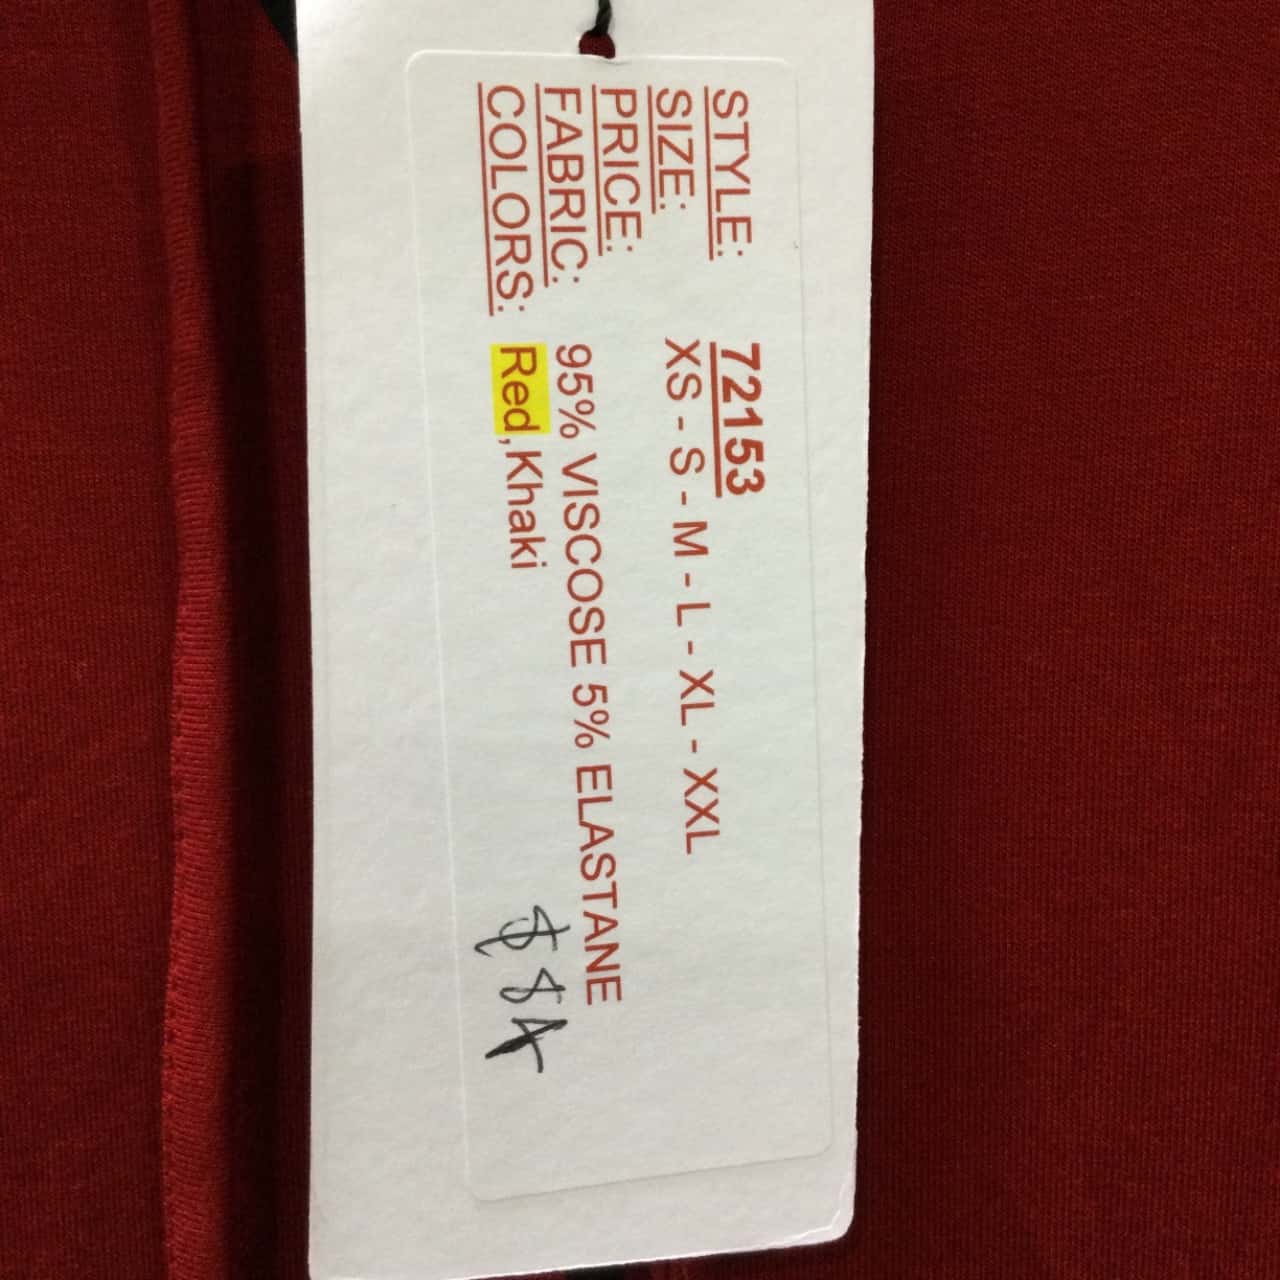 STYLE: 72153
SIZE: XS - S - M - L - XL - XXL
PRICE:
FABRIC: 95% VISCOSE 5% ELASTANE
COLORS: Red,Khaki